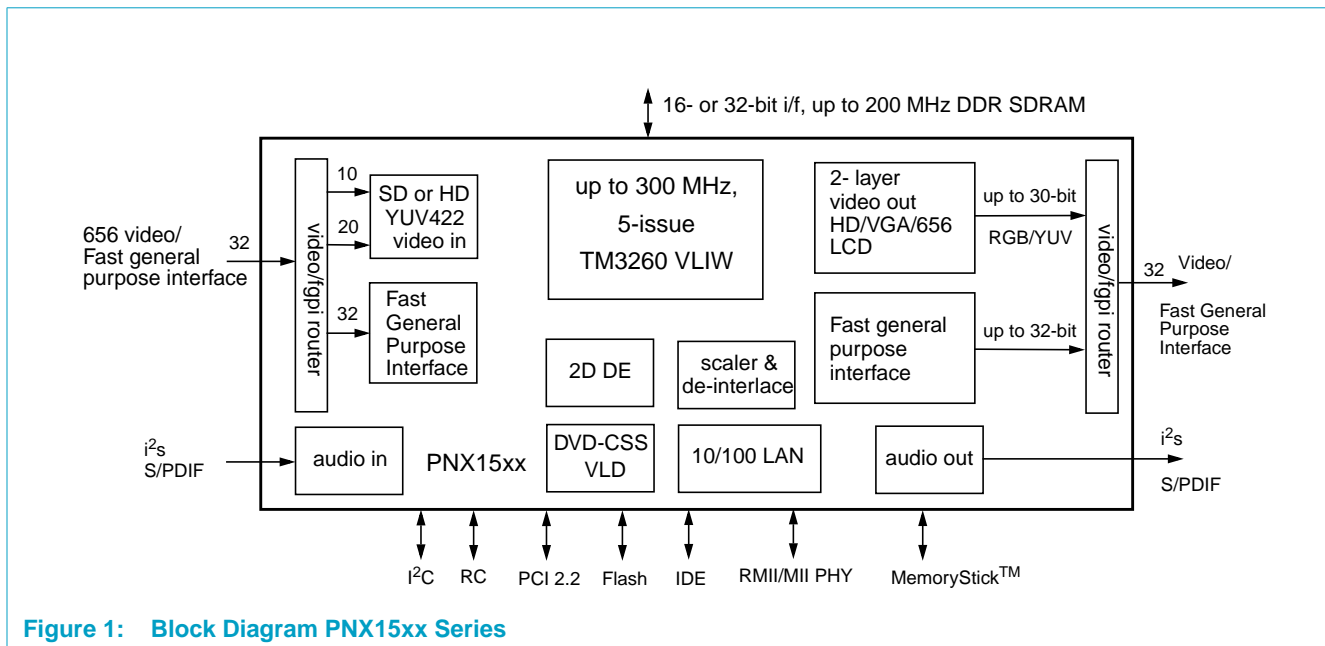 16- or 32-bit i/f, up to 200 MHz DDR SDRAM
656 video/
Fast general
purpose interface
32
video/fgpi router
10
20
32
SD or HD
YUV422
video in
Fast
General
Purpose
Interface
up to 300 MHz,
5-issue
TM3260 VLIW
2- layer
video out
HD/VGA/656
LCD
up to 30-bit
RGB/YUV
Fast general
purpose
interface
up to 32-bit
video/fgpi router
32 Video/
Fast General
Purpose
Interface
2D DE
scaler &
de-interlace
i²s
S/PDIF
audio in
PNX15xx
DVD-CSS
VLD
10/100 LAN
audio out
i²s
S/PDIF
I²C
RC
PCI 2.2
Flash
IDE
RMII/MII PHY
MemoryStick™
Figure 1: Block Diagram PNX15xx Series